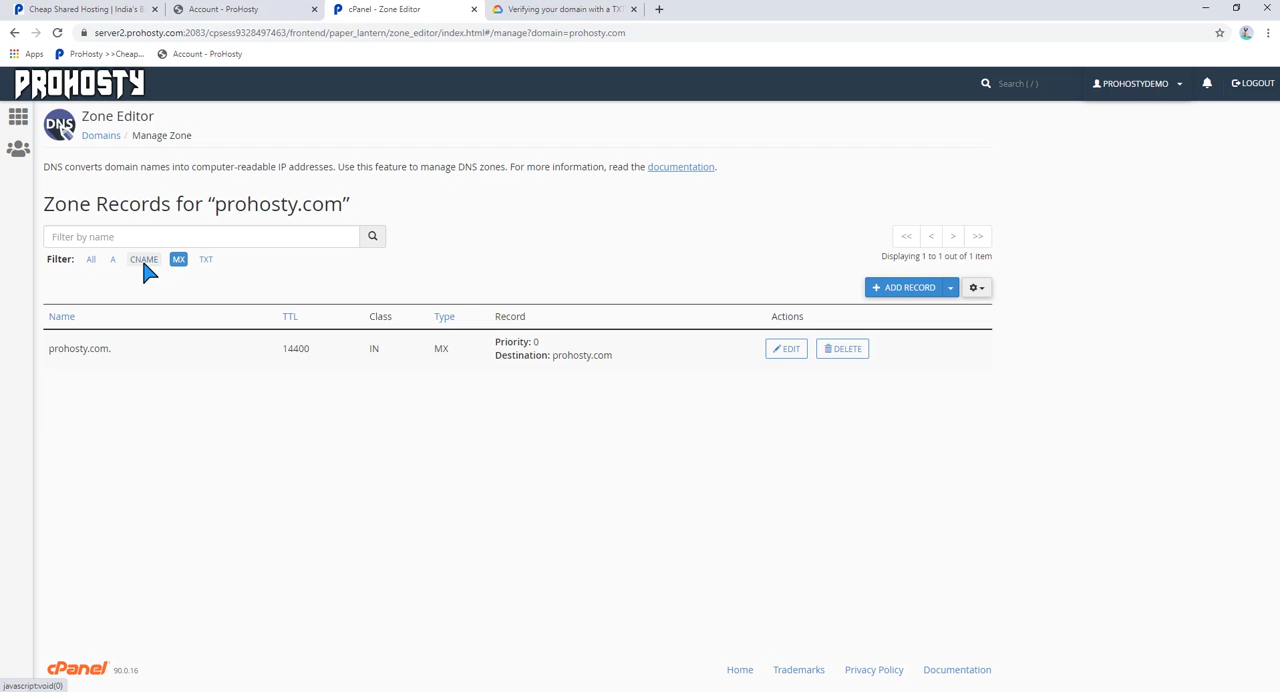 Cheap Shared Hosting | India's B
Account - ProHosty
cPanel - Zone Editor
Verifying your domain with a TXT
server2.prohosty.com:2083/cpsess9328497463/frontend/paper_lantern/zone_editor/index.html#/manage?domain=prohosty.com
Apps
ProHosty >>Cheap...
Account - ProHosty
PROHOSTY
Search ( / )
PROHOSTYDEMO
LOGOUT
DNS
Zone Editor
Domains / Manage Zone
DNS converts domain names into computer-readable IP addresses. Use this feature to manage DNS zones. For more information, read the documentation.
Zone Records for “prohosty.com”
Filter by name
<< < > >>
Filter: All A CNAME MX TXT
Displaying 1 to 1 out of 1 item
+ ADD RECORD
Name TTL Class Type Record Actions
prohosty.com. 14400 IN MX Priority: 0 EDIT DELETE
Destination: prohosty.com
cPanel 90.0.16
Home Trademarks Privacy Policy Documentation
javascript:void(0)